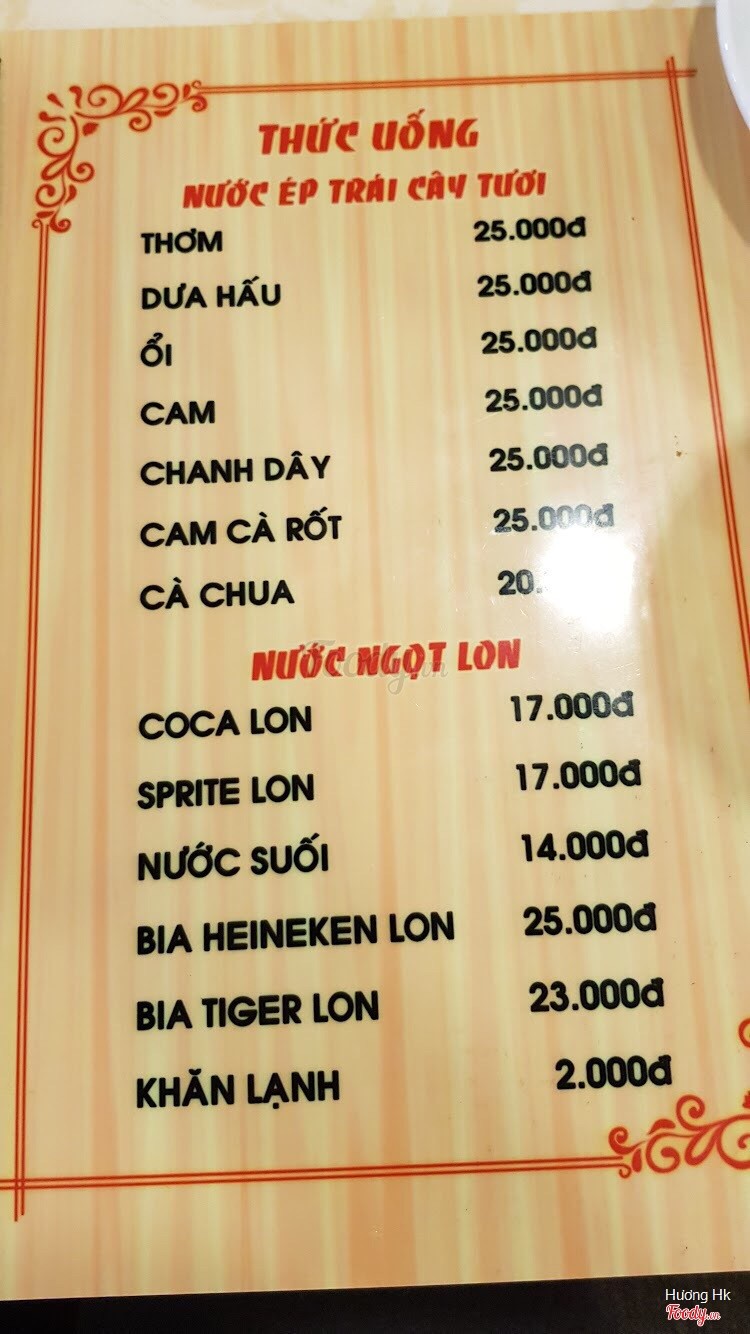 THỨC UỐNG
NƯỚC ÉP TRÁI CÂY TƯƠI
THƠM 25.000đ
DƯA HẤU 25.000đ
ỔI 25.000đ
CAM 25.000đ
CHANH DÂY 25.000đ
CAM CÀ RỐT 25.000đ
CÀ CHUA
NƯỚC NGỌT LON
COCA LON 17.000đ
SPRITE LON 17.000đ
NƯỚC SUỐI 14.000đ
BIA HEINEKEN LON 25.000đ
BIA TIGER LON 23.000đ
KHĂN LẠNH 2.000đ
Hương Hk
Foody.vn